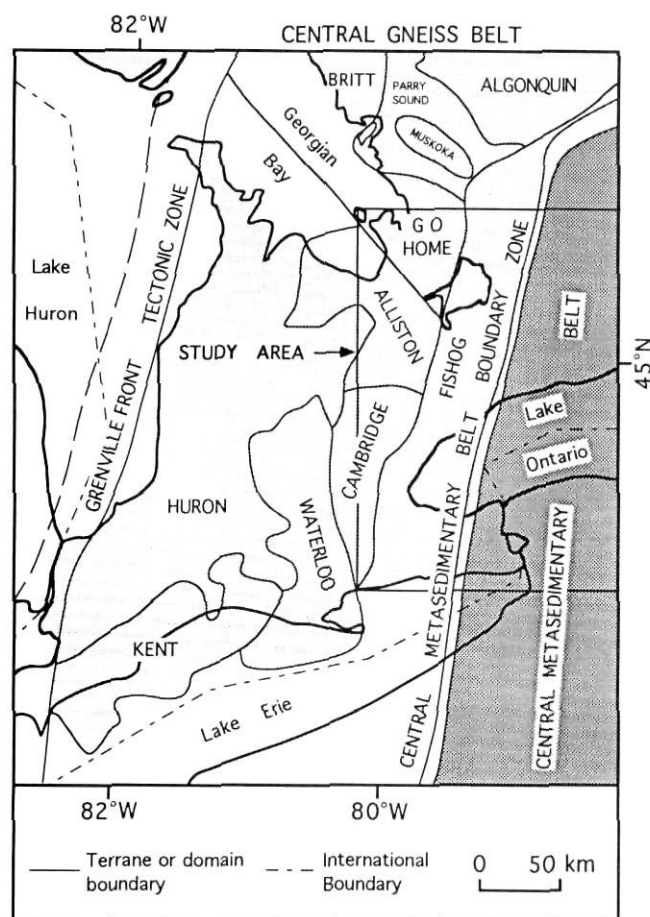 82°W
CENTRAL GNEISS BELT
BRITT
PARRY
SOUND
ALGONQUIN
MUSKOKA
Georgian
Bay
GO
HOME
Lake
Huron
GRENVILLE FRONT TECTONIC ZONE
ALLISTON
STUDY AREA
FISHOG
CENTRAL METASEDIMENTARY BELT BOUNDARY ZONE
45°N
Lake
Ontario
CENTRAL METASEDIMENTARY BELT
CAMBRIDGE
HURON
WATERLOO
KENT
Lake Erie
82°W
80°W
Terrane or domain
boundary
International
Boundary
0 50 km